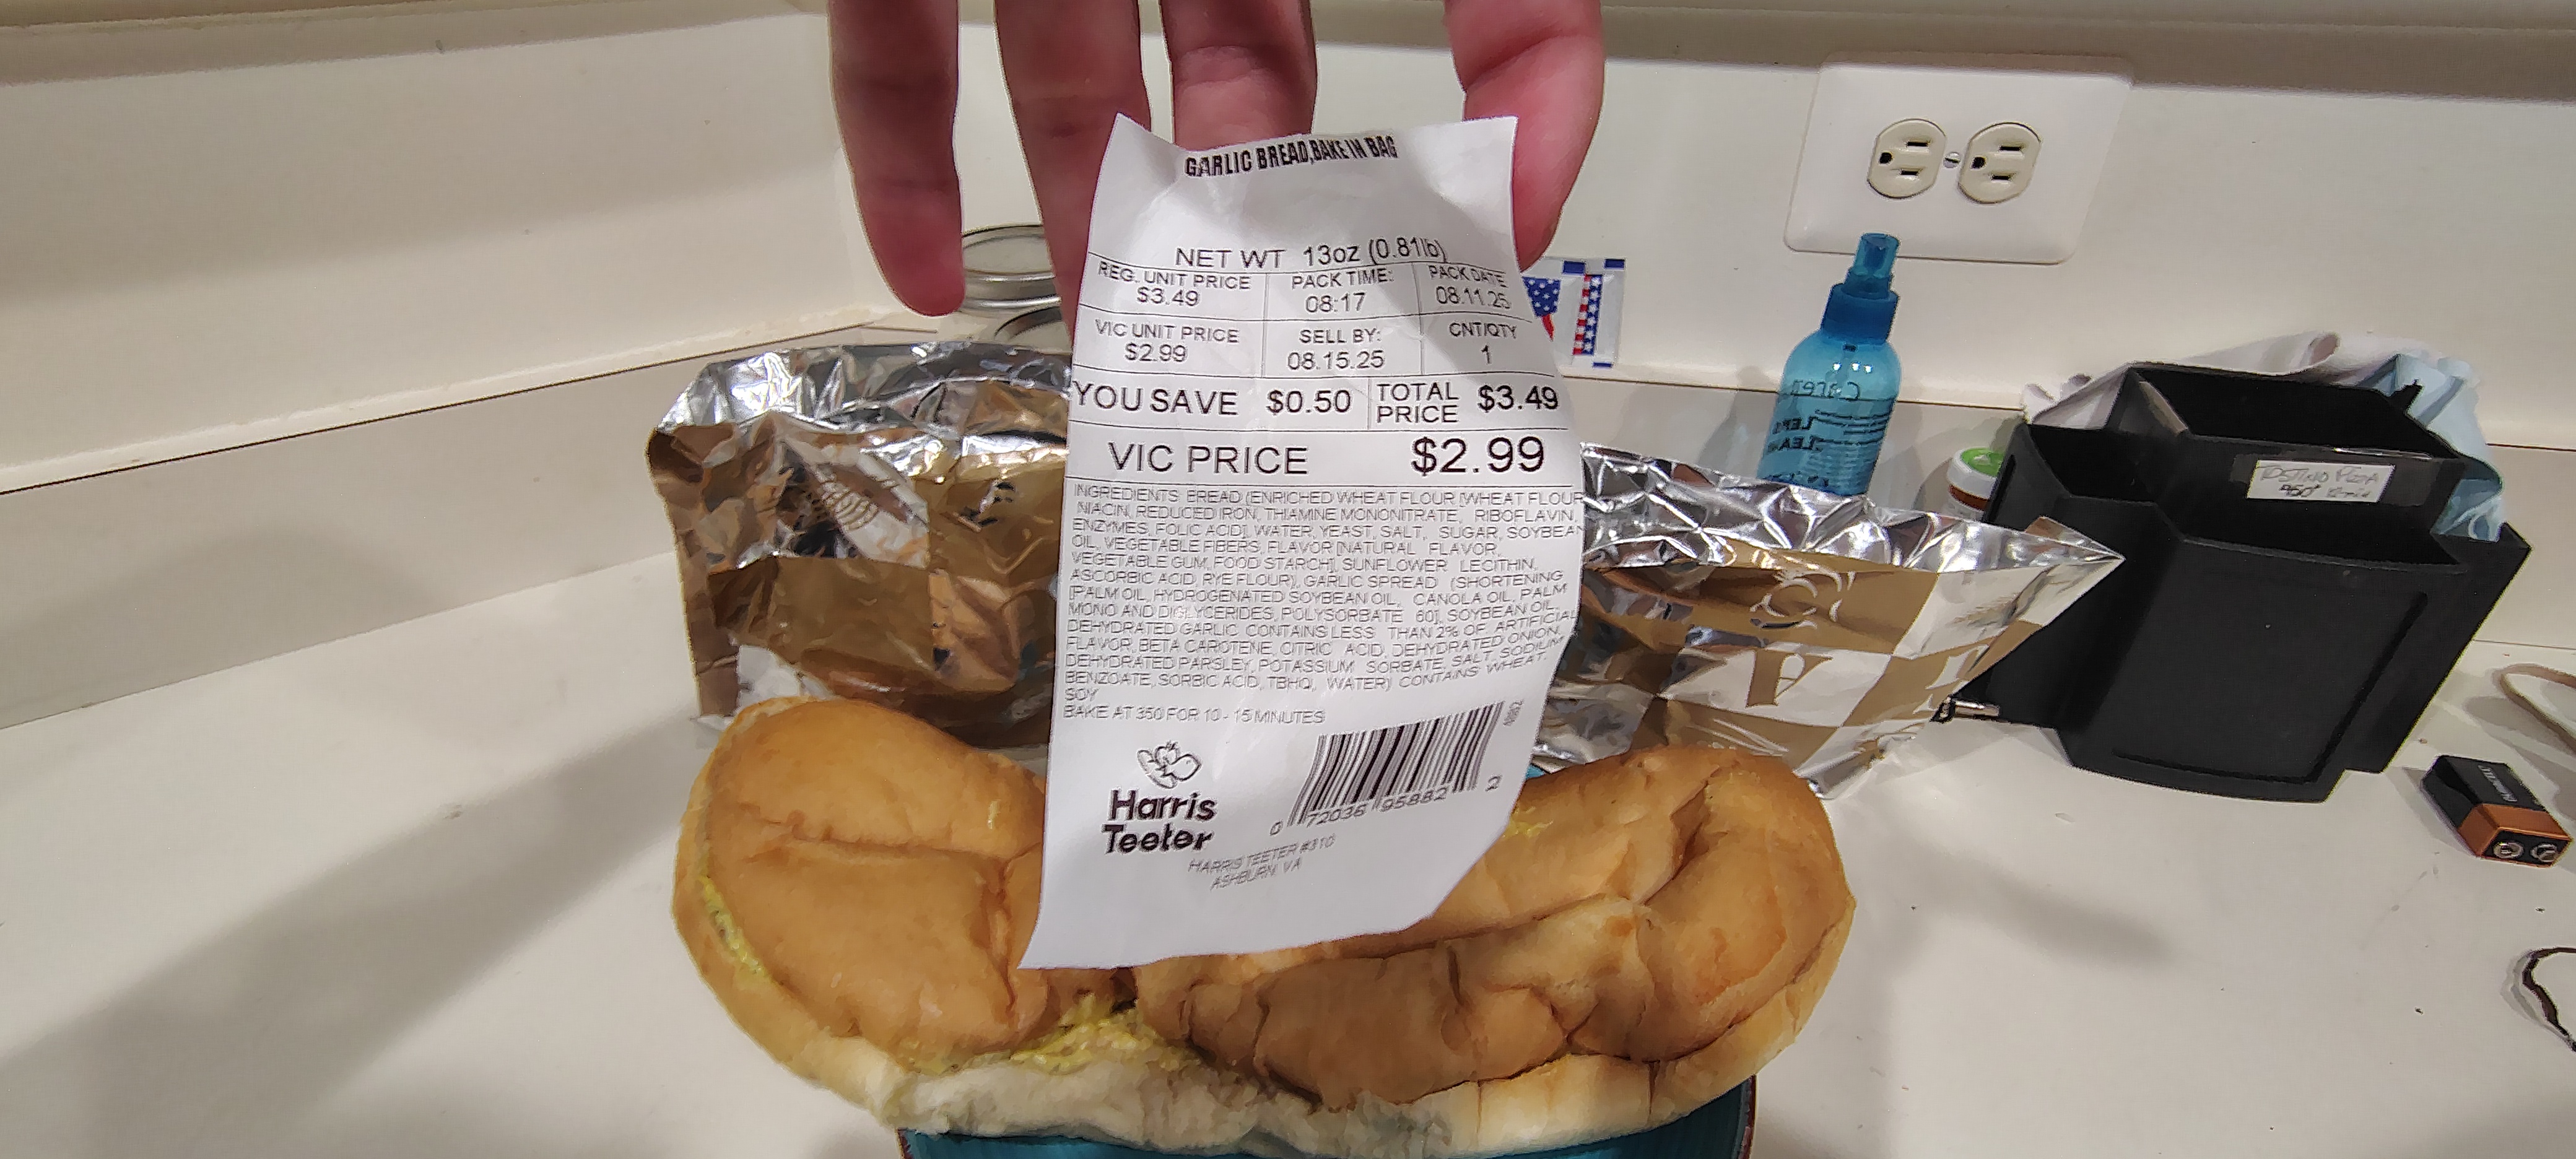 GARLIC BREAD,BAKE IN BAG
NET WT 13oz (0.81lb)
REG. UNIT PRICE
$3.49
PACK TIME:
08:17
PACK DATE
08.11.25
VIC UNIT PRICE
$2.99
SELL BY:
08.15.25
CNT/QTY
1
YOU SAVE $0.50
TOTAL PRICE $3.49
VIC PRICE $2.99
INGREDIENTS: BREAD (ENRICHED WHEAT FLOUR [WHEAT FLOUR
NIACIN, REDUCED IRON, THIAMINE MONONITRATE, RIBOFLAVIN,
ENZYMES, FOLIC ACID], WATER, YEAST, SALT, SUGAR, SOYBEAN
OIL, VEGETABLE FIBERS, FLAVOR [NATURAL FLAVOR,
VEGETABLE GUM, FOOD STARCH], SUNFLOWER LECITHIN,
ASCORBIC ACID, RYE FLOUR), GARLIC SPREAD (SHORTENING
[PALM OIL, HYDROGENATED SOYBEAN OIL, CANOLA OIL, PALM
MONO AND DIGLYCERIDES, POLYSORBATE 60], SOYBEAN OIL,
DEHYDRATED GARLIC CONTAINS LESS THAN 2% OF ARTIFICIAL
FLAVOR, BETA CAROTENE, CITRIC ACID, DEHYDRATED ONION,
DEHYDRATED PARSLEY, POTASSIUM SORBATE, SALT, SODIUM
BENZOATE, SORBIC ACID, TBHQ, WATER) CONTAINS WHEAT,
SOY
BAKE AT 350 FOR 10 - 15 MINUTES
Harris
Teeter
0 72036 95882 2
HARRIS TEETER #310
ASHBURN, VA